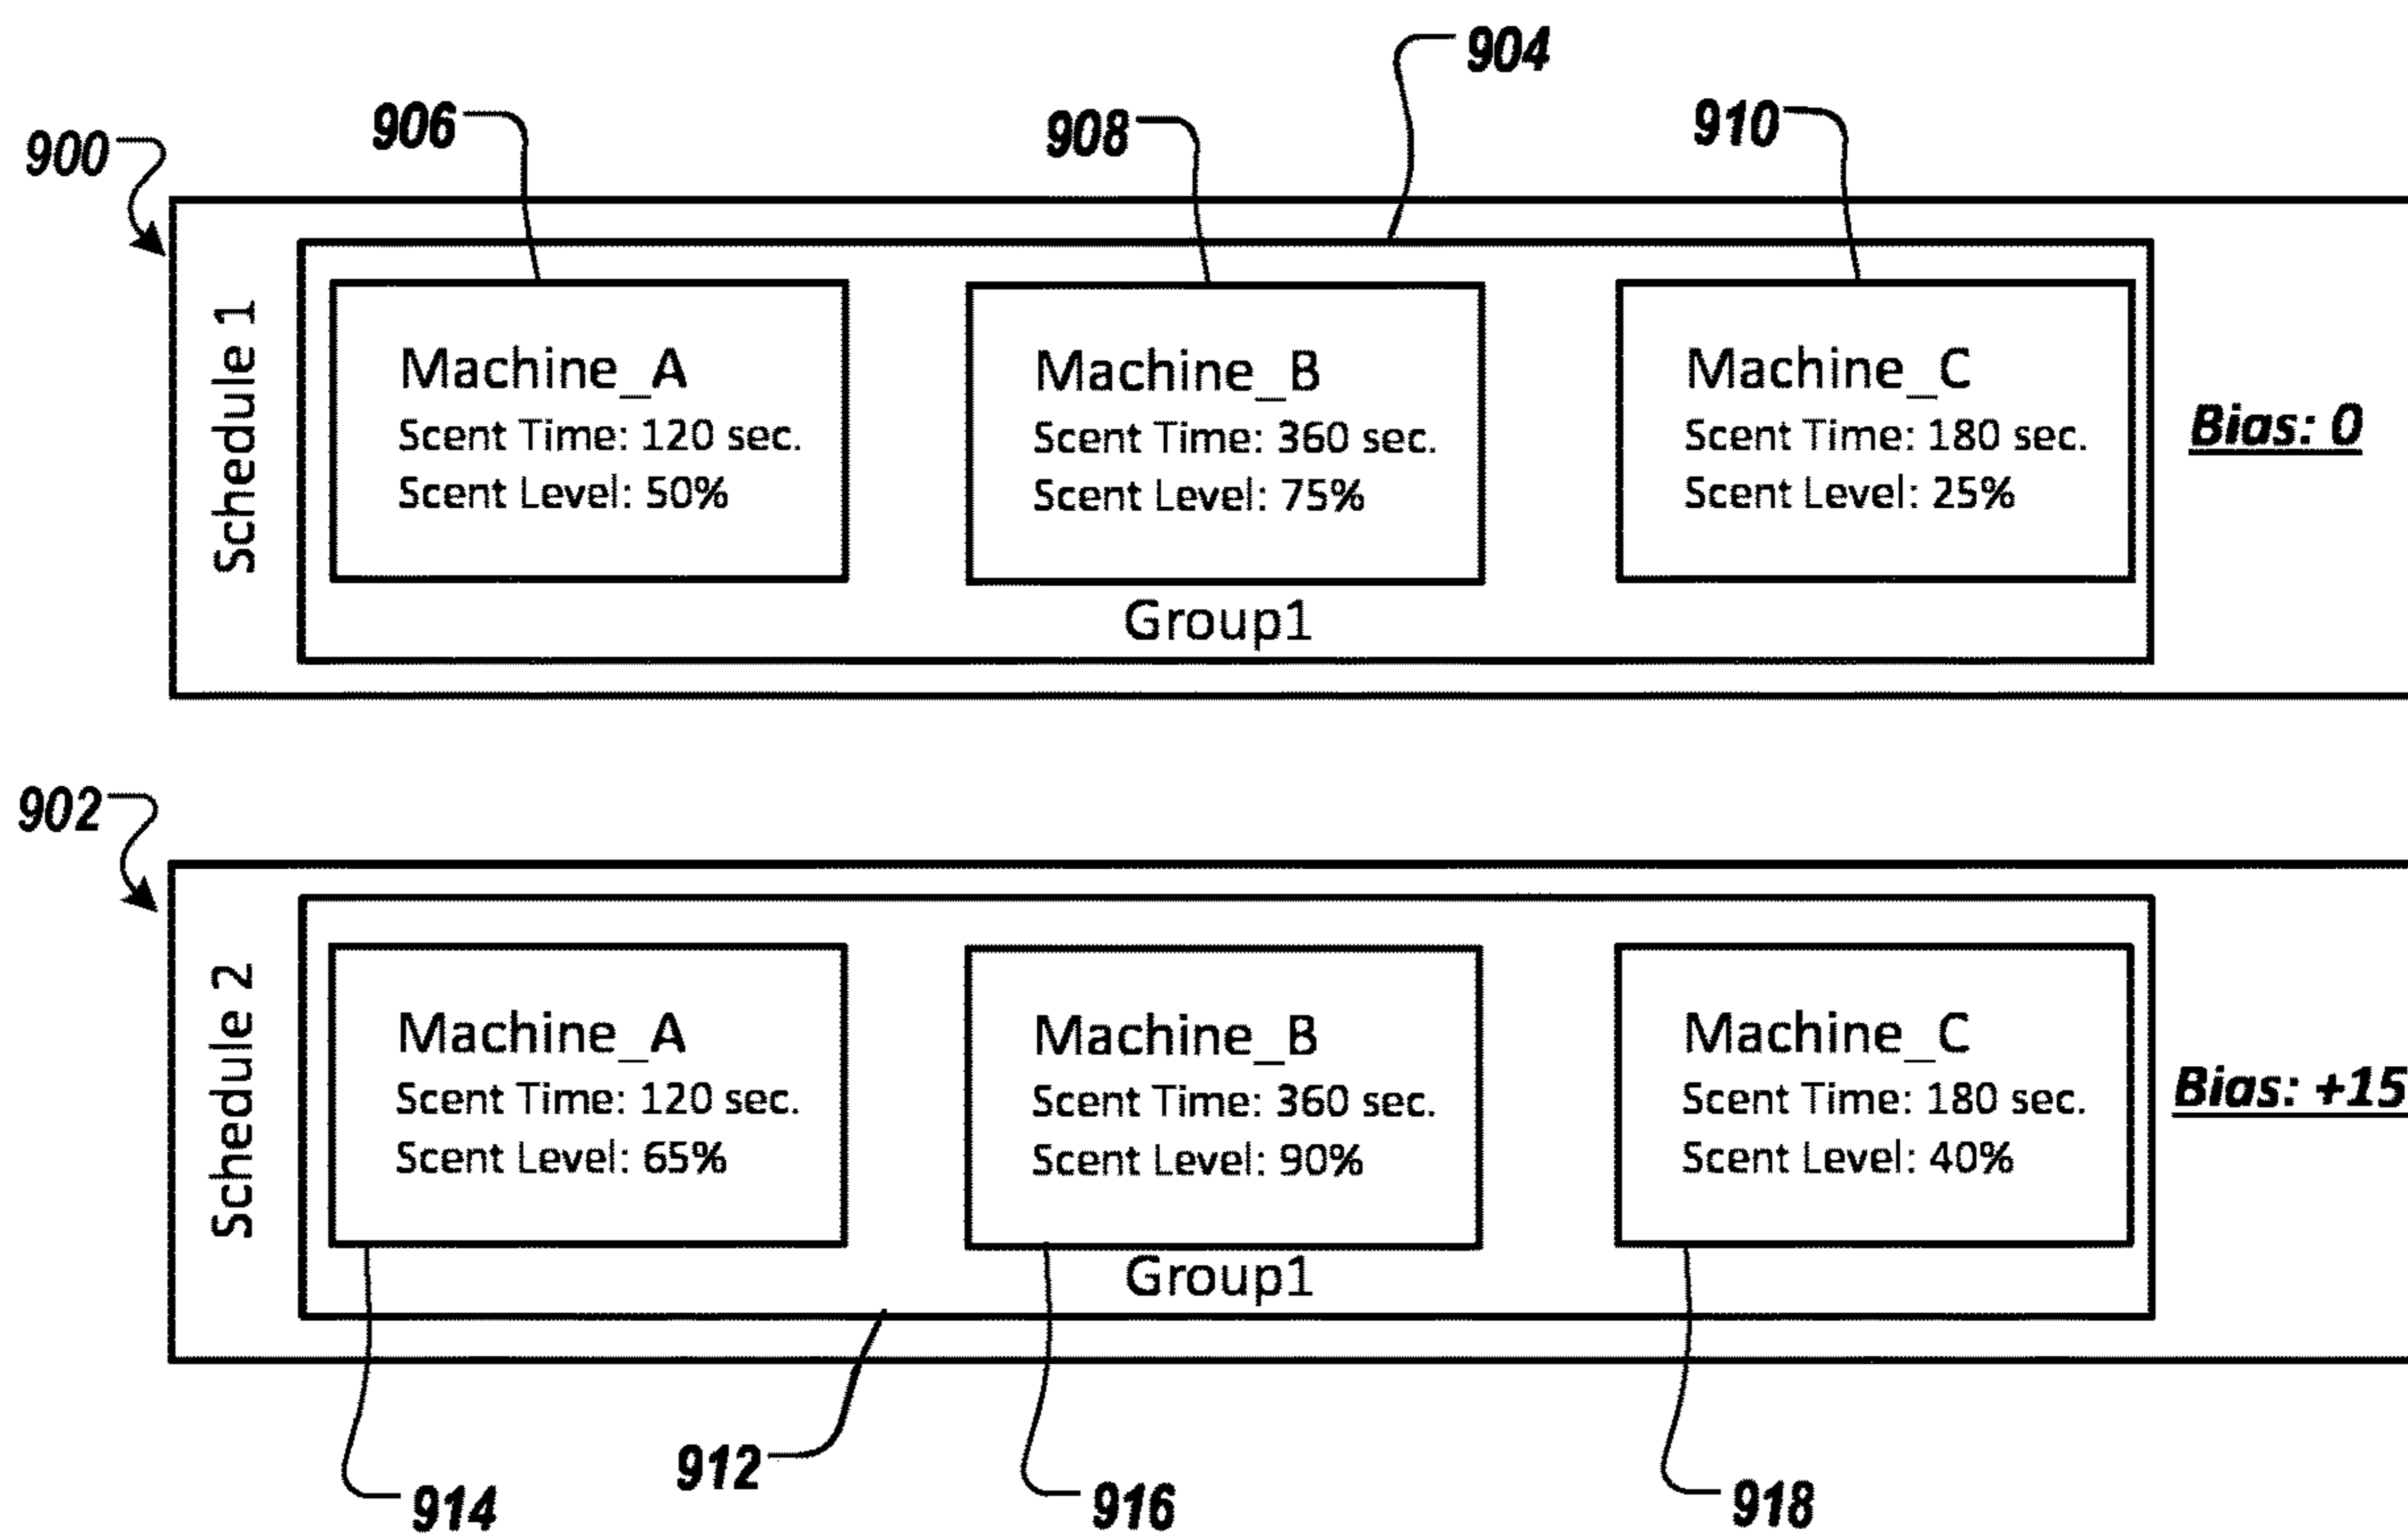 904
906
908
910
900
Schedule 1
Machine_A
Scent Time: 120 sec.
Scent Level: 50%
Machine_B
Scent Time: 360 sec.
Scent Level: 75%
Machine_C
Scent Time: 180 sec.
Scent Level: 25%
Bias: 0
Group1
902
Schedule 2
Machine_A
Scent Time: 120 sec.
Scent Level: 65%
Machine_B
Scent Time: 360 sec.
Scent Level: 90%
Machine_C
Scent Time: 180 sec.
Scent Level: 40%
Bias: +15
Group1
912
914
916
918